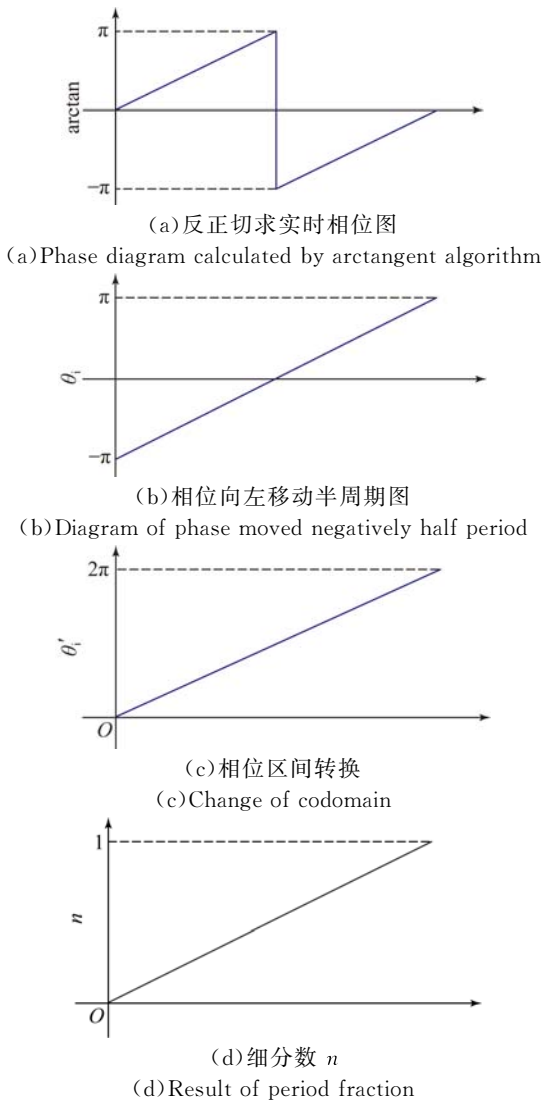 π
arctan
−π
(a)反正切求实时相位图
(a)Phase diagram calculated by arctangent algorithm
π
θi
−π
(b)相位向左移动半周期图
(b)Diagram of phase moved negatively half period
2π
θi′
O
(c)相位区间转换
(c)Change of codomain
1
n
O
(d)细分数 n
(d)Result of period fraction